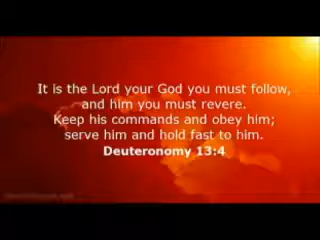 It is the Lord your God you must follow,
and him you must revere.
Keep his commands and obey him;
serve him and hold fast to him.
Deuteronomy 13:4